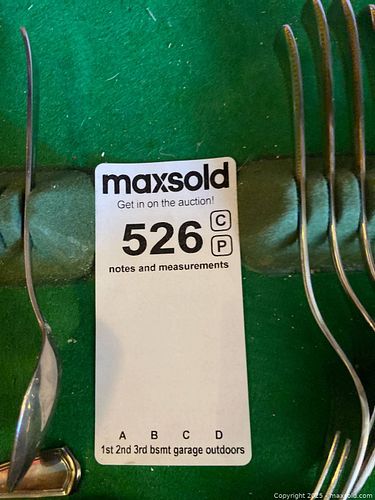 maxsold
Get in on the auction!
526 C
P
notes and measurements
A B C D
1st 2nd 3rd bsmt garage outdoors
Copyright 2025 - maxsold.com